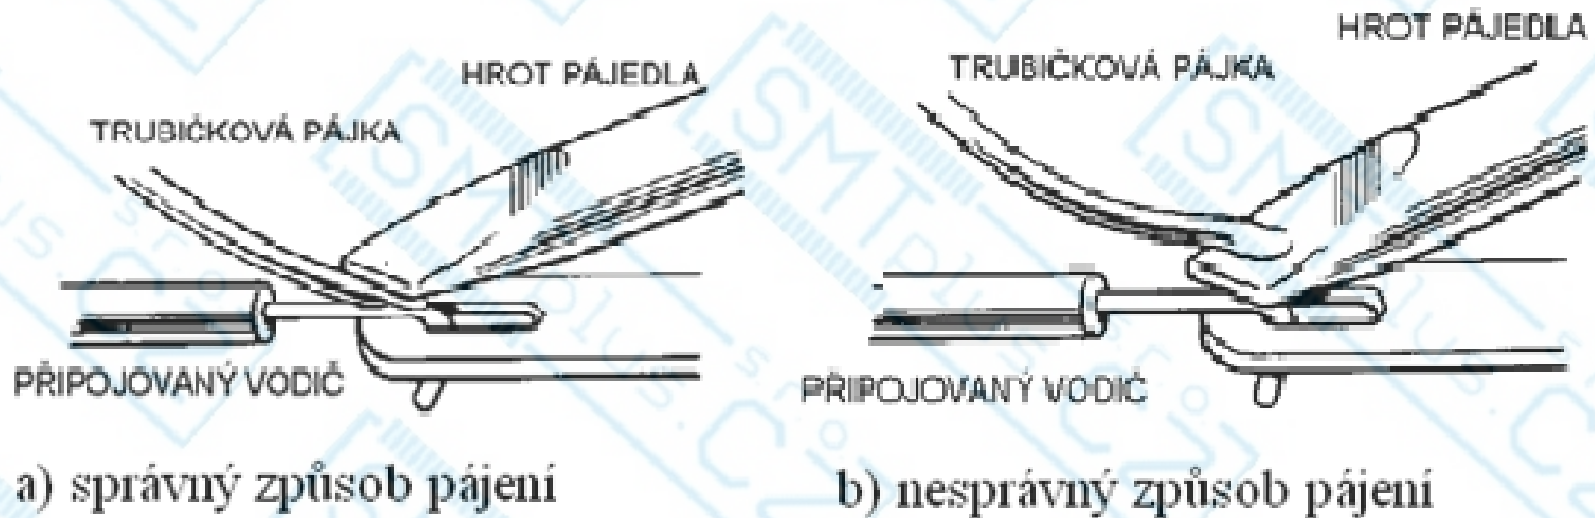 HROT PÁJEDLA
TRUBIČKOVÁ PÁJKA
PŘIPOJOVANÝ VODIČ
a) správný způsob pájení
HROT PÁJEDLA
TRUBIČKOVÁ PÁJKA
PŘIPOJOVANÝ VODIČ
b) nesprávný způsob pájení